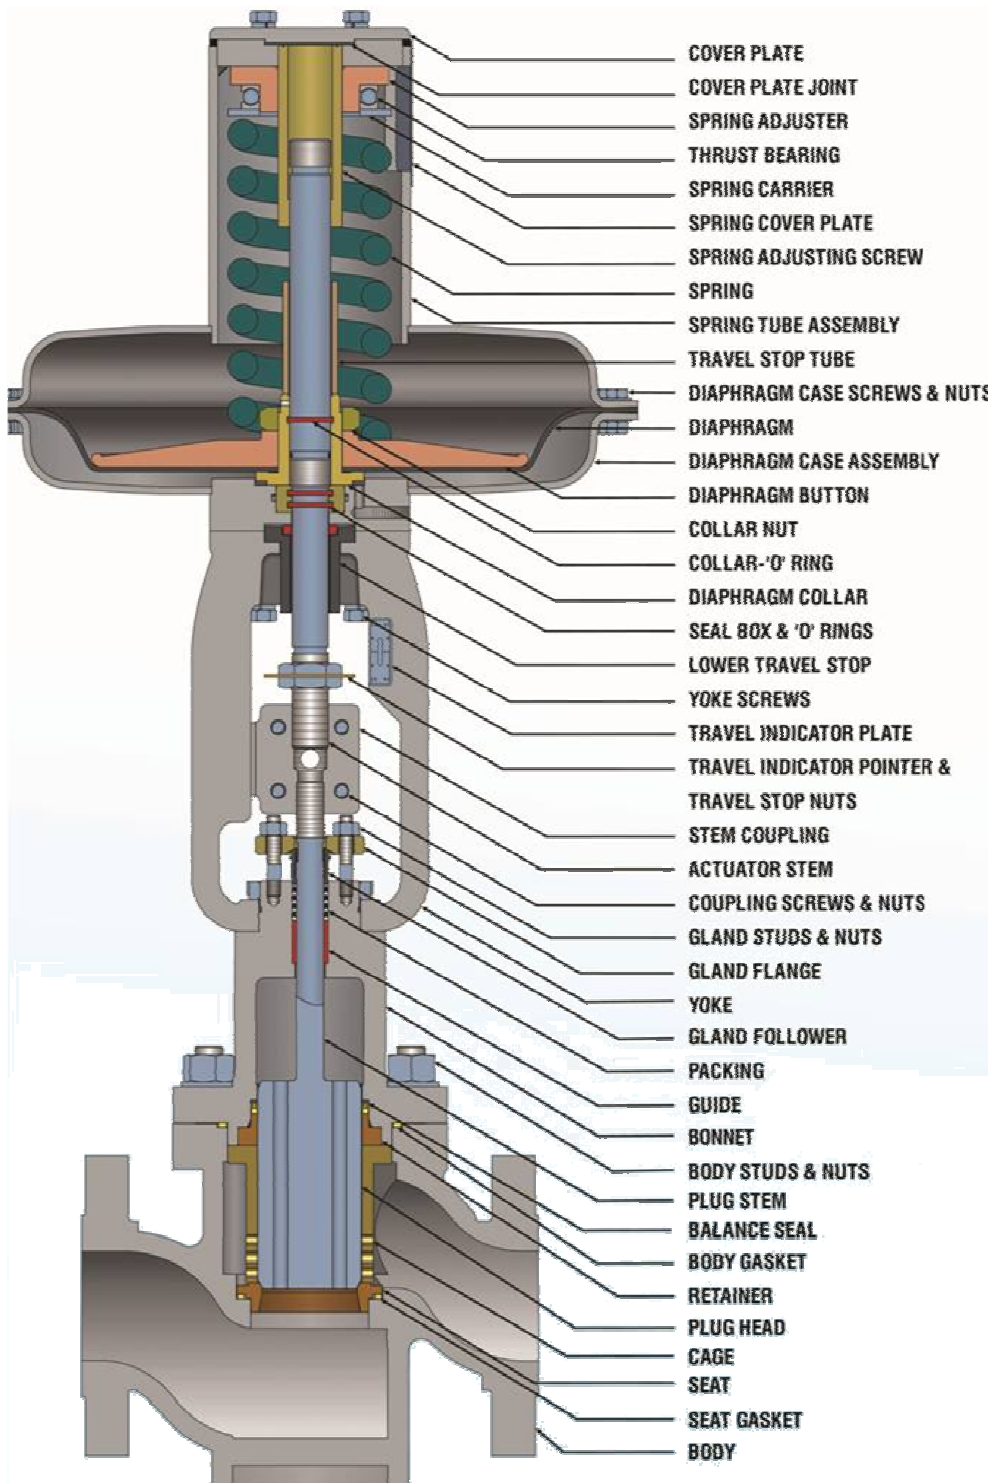 COVER PLATE
COVER PLATE JOINT
SPRING ADJUSTER
THRUST BEARING
SPRING CARRIER
SPRING COVER PLATE
SPRING ADJUSTING SCREW
SPRING
SPRING TUBE ASSEMBLY
TRAVEL STOP TUBE
DIAPHRAGM CASE SCREWS & NUTS
DIAPHRAGM
DIAPHRAGM CASE ASSEMBLY
DIAPHRAGM BUTTON
COLLAR NUT
COLLAR-'O' RING
DIAPHRAGM COLLAR
SEAL BOX & 'O' RINGS
LOWER TRAVEL STOP
YOKE SCREWS
TRAVEL INDICATOR PLATE
TRAVEL INDICATOR POINTER &
TRAVEL STOP NUTS
STEM COUPLING
ACTUATOR STEM
COUPLING SCREWS & NUTS
GLAND STUDS & NUTS
GLAND FLANGE
YOKE
GLAND FOLLOWER
PACKING
GUIDE
BONNET
BODY STUDS & NUTS
PLUG STEM
BALANCE SEAL
BODY GASKET
RETAINER
PLUG HEAD
CAGE
SEAT
SEAT GASKET
BODY